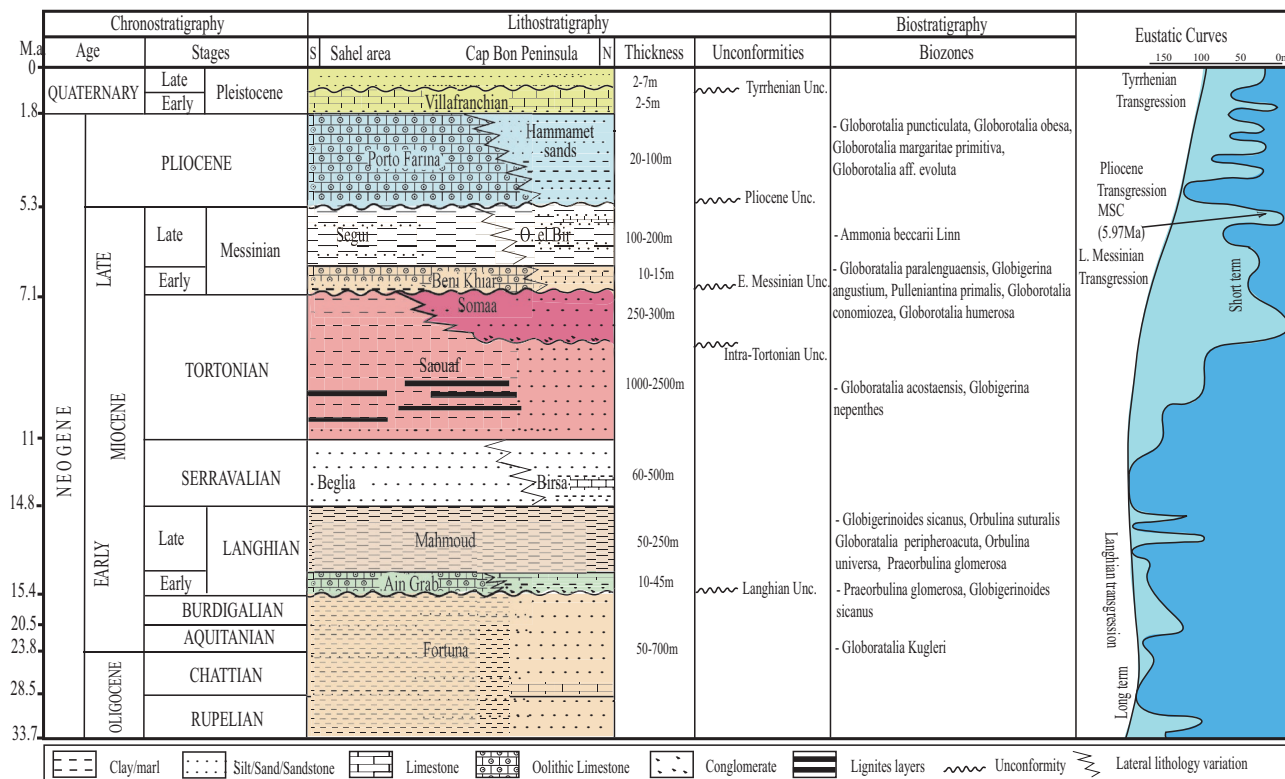 Chronostratigraphy
Lithostratigraphy
Biostratigraphy
Eustatic Curves
M.a
Age
Stages
S
Sahel area
Cap Bon Peninsula
N
Thickness
Unconformities
Biozones
150
100
50
0m
0
1.8
5.3
7.1
11
14.8
15.4
20.5
23.8
28.5
33.7
QUATERNARY
Late
Early
Pleistocene
Villafranchian
2-7m
2-5m
Tyrrhenian Unc.
Tyrrhenian
Transgression
NEOGENE
PLIOCENE
Porto Farina
Hammamet
sands
20-100m
Pliocene Unc.
- Globorotalia puncticulata, Globorotalia obesa,
Globorotalia margaritae primitiva,
Globorotalia aff. evoluta
Pliocene
Transgression
MSC
(5.97Ma)
MIOCENE
LATE
Late
Early
Messinian
Segui
O. el Bir
100-200m
- Ammonia beccarii Linn
Beni Khiar
10-15m
E. Messinian Unc.
- Globoratalia paralenguaensis, Globigerina
angustium, Pulleniantina primalis, Globorotalia
conomiozea, Globorotalia humerosa
L. Messinian
Transgression
Short term
TORTONIAN
Somaa
250-300m
Intra-Tortonian Unc.
Saouaf
1000-2500m
- Globoratalia acostaensis, Globigerina
nepenthes
SERRAVALIAN
Beglia
Birsa
60-500m
EARLY
Late
Early
LANGHIAN
Mahmoud
50-250m
- Globigerinoides sicanus, Orbulina suturalis
Globoratalia peripheroacuta, Orbulina
universa, Praeorbulina glomerosa
Ain Grab
10-45m
Langhian Unc.
- Praeorbulina glomerosa, Globigerinoides
sicanus
Langhian transgression
BURDIGALIAN
AQUITANIAN
Fortuna
50-700m
- Globoratalia Kugleri
OLIGOCENE
CHATTIAN
RUPELIAN
Long term
Clay/marl
Silt/Sand/Sandstone
Limestone
Oolithic Limestone
Conglomerate
Lignites layers
Unconformity
Lateral lithology variation